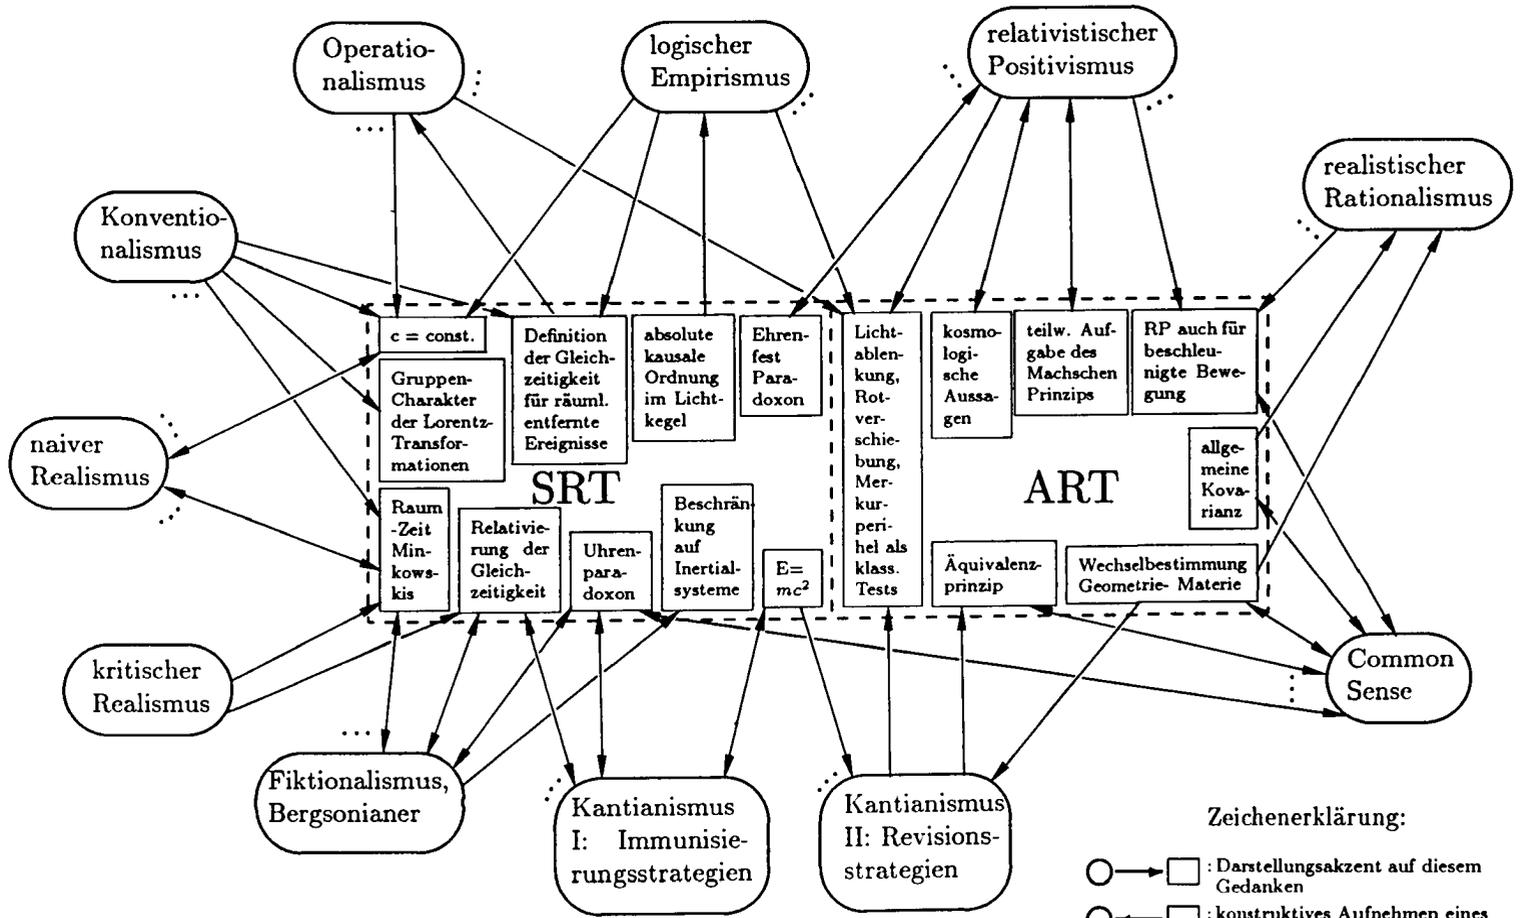 Operatio-
nalismus
logischer
Empirismus
relativistischer
Positivismus
realistischer
Rationalismus
Konventio-
nalismus
naiver
Realismus
kritischer
Realismus
c = const.
Gruppen-
Charakter
der Lorentz-
Transfor-
mationen
Definition
der Gleich-
zeitigkeit
für räuml.
entfernte
Ereignisse
absolute
kausale
Ordnung
im Licht-
kegel
Ehren-
fest
Para-
doxon
Licht-
ablen-
kung,
Rot-
ver-
schie-
bung,
Mer-
kur-
peri-
hel als
klass.
Tests
kosmo-
logi-
sche
Aussa-
gen
teilw. Auf-
gabe des
Machschen
Prinzips
RP auch für
beschleu-
nigte Bewe-
gung
allge-
meine
Kova-
rianz
SRT
ART
Raum
-Zeit
Min-
kows-
kis
Relativie-
rung der
Gleich-
zeitigkeit
Uhren-
para-
doxon
Beschrän-
kung
auf
Inertial-
systeme
E=
mc²
Äquivalenz-
prinzip
Wechselbestimmung
Geometrie- Materie
Common
Sense
Fiktionalismus,
Bergsonianer
Kantianismus
I: Immunisie-
rungsstrategien
Kantianismus
II: Revisions-
strategien
Zeichenerklärung:
: Darstellungsakzent auf diesem
Gedanken
: konstruktives Aufnehmen eines